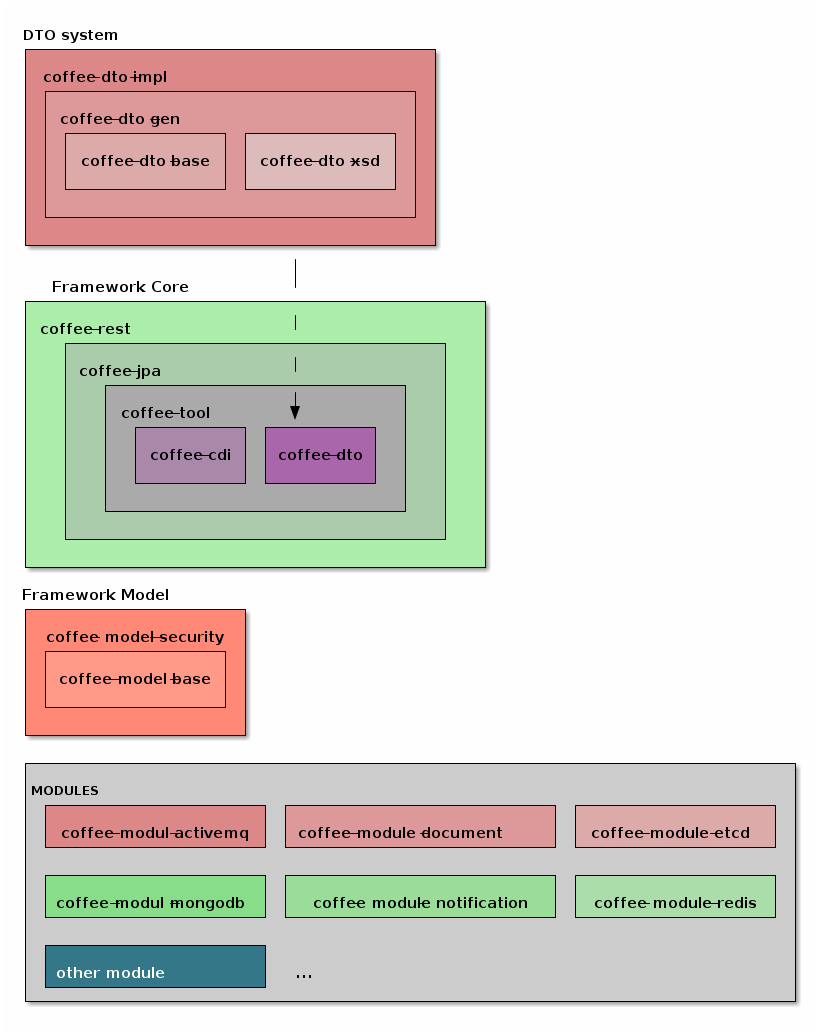 DTO system
coffee-dto-impl
coffee-dto gen
coffee-dto base
coffee-dto xsd
Framework Core
coffee-rest
coffee-jpa
coffee-tool
coffee-cdi
coffee-dto
Framework Model
coffee model-security
coffee-model base
MODULES
coffee-modul-activemq
coffee-module document
coffee-module-etcd
coffee-modul mongodb
coffee module notification
coffee module-redis
other module
...